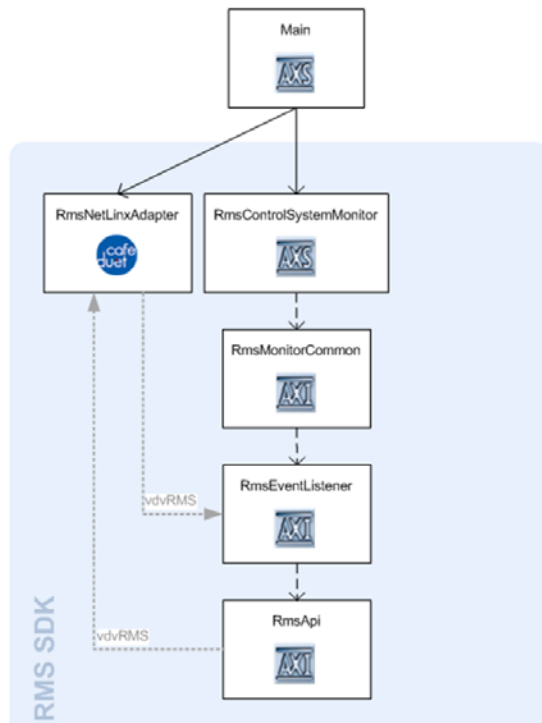 Main
AXS
RmsNetLinxAdapter
cafe
duet
RmsControlSystemMonitor
AXS
RmsMonitorCommon
AXI
RmsEventListener
AXI
vdvRMS
RmsApi
AXI
vdvRMS
RMS SDK